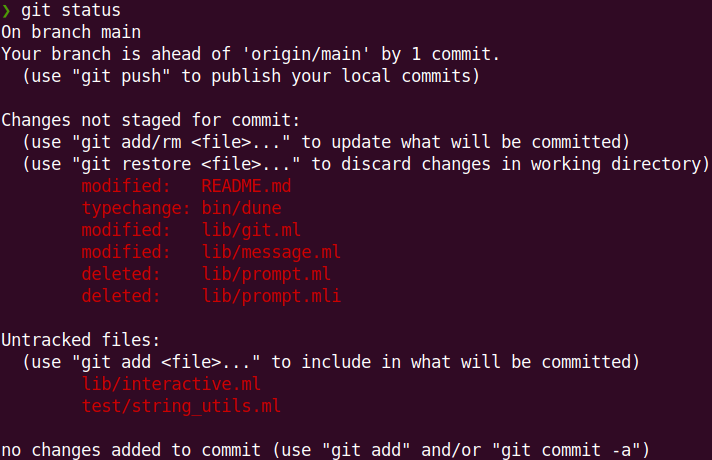 ❯ git status
On branch main
Your branch is ahead of 'origin/main' by 1 commit.
  (use "git push" to publish your local commits)

Changes not staged for commit:
  (use "git add/rm <file>..." to update what will be committed)
  (use "git restore <file>..." to discard changes in working directory)
        modified:   README.md
        typechange: bin/dune
        modified:   lib/git.ml
        modified:   lib/message.ml
        deleted:    lib/prompt.ml
        deleted:    lib/prompt.mli

Untracked files:
  (use "git add <file>..." to include in what will be committed)
        lib/interactive.ml
        test/string_utils.ml

no changes added to commit (use "git add" and/or "git commit -a")